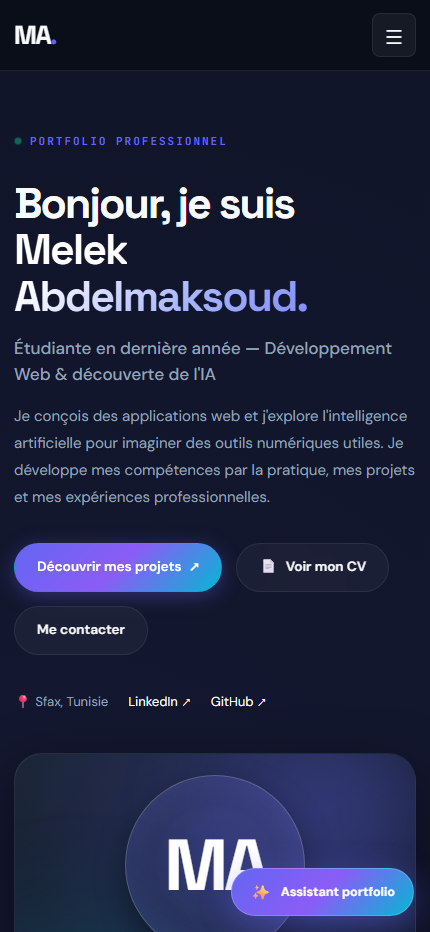 MA.
PORTFOLIO PROFESSIONNEL
Bonjour, je suis
Melek
Abdelmaksoud.
Étudiante en dernière année — Développement
Web & découverte de l'IA
Je conçois des applications web et j'explore l'intelligence
artificielle pour imaginer des outils numériques utiles. Je
développe mes compétences par la pratique, mes projets
et mes expériences professionnelles.
Découvrir mes projets ↗ Voir mon CV
Me contacter
Sfax, Tunisie LinkedIn ↗ GitHub ↗
MA
Assistant portfolio